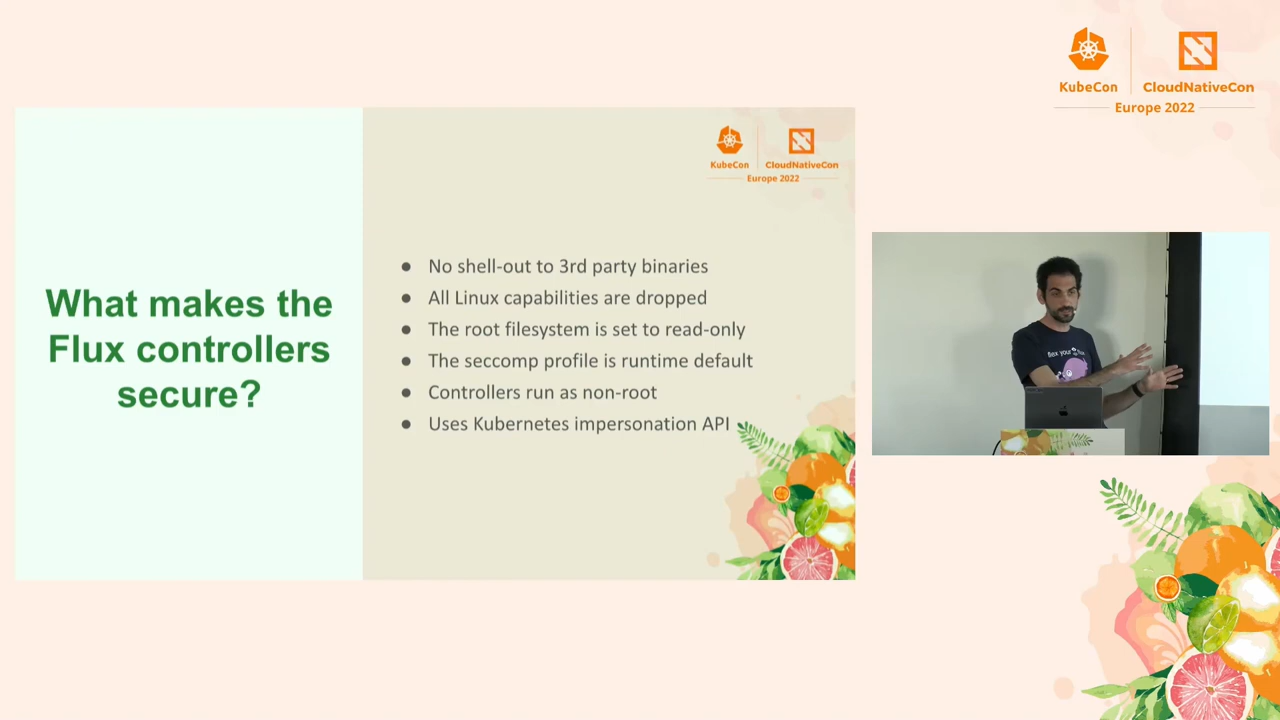 KubeCon
CloudNativeCon
Europe 2022
KubeCon
CloudNativeCon
Europe 2022
What makes the
Flux controllers
secure?
● No shell-out to 3rd party binaries
● All Linux capabilities are dropped
● The root filesystem is set to read-only
● The seccomp profile is runtime default
● Controllers run as non-root
● Uses Kubernetes impersonation API
flex your